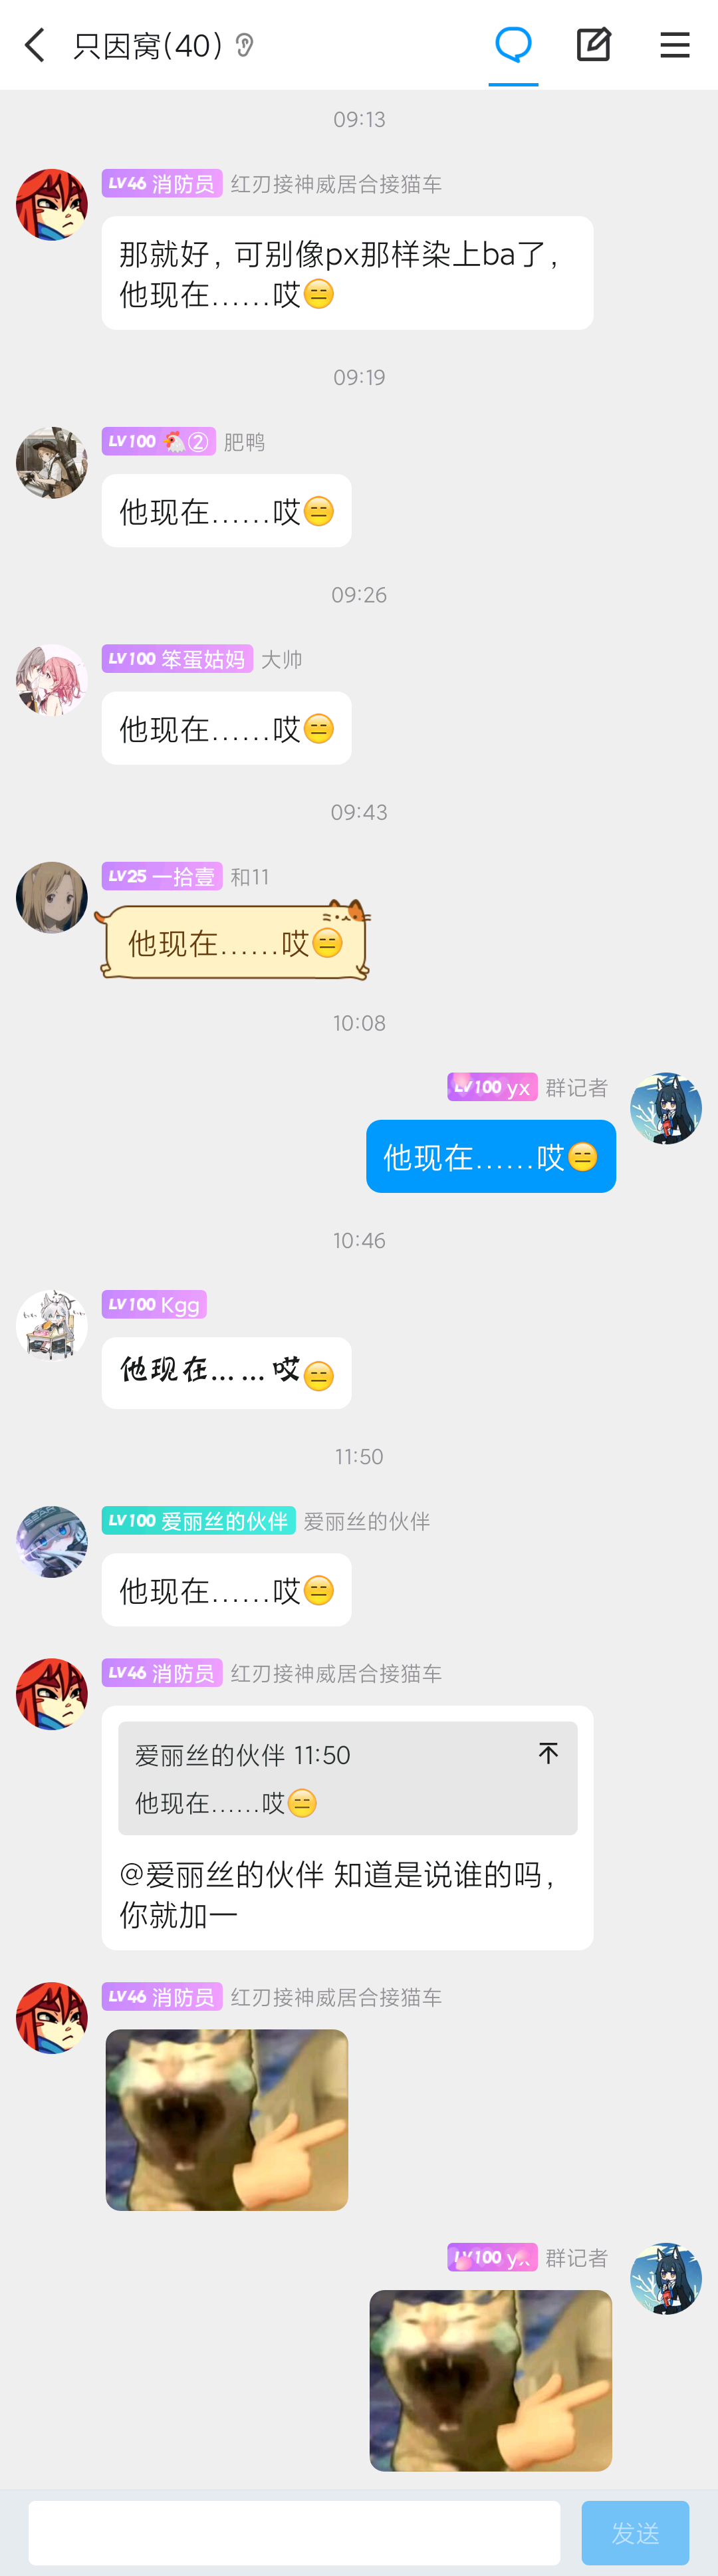 只因窝(40)
09:13
LV46 消防员 红刃接神威居合接猫车
那就好，可别像px那样染上ba了，
他现在……哎😑
09:19
LV100 🐔② 肥鸭
他现在……哎😑
09:26
LV100 笨蛋姑妈 大帅
他现在……哎😑
09:43
LV25 一拾壹 和11
他现在……哎😑
10:08
LV100 yx 群记者
他现在……哎😑
10:46
LV100 Kgg
他现在……哎😑
11:50
LV100 爱丽丝的伙伴 爱丽丝的伙伴
他现在……哎😑
LV46 消防员 红刃接神威居合接猫车
爱丽丝的伙伴 11:50
他现在……哎😑
@爱丽丝的伙伴 知道是说谁的吗，
你就加一
LV46 消防员 红刃接神威居合接猫车
LV100 yx 群记者
发送